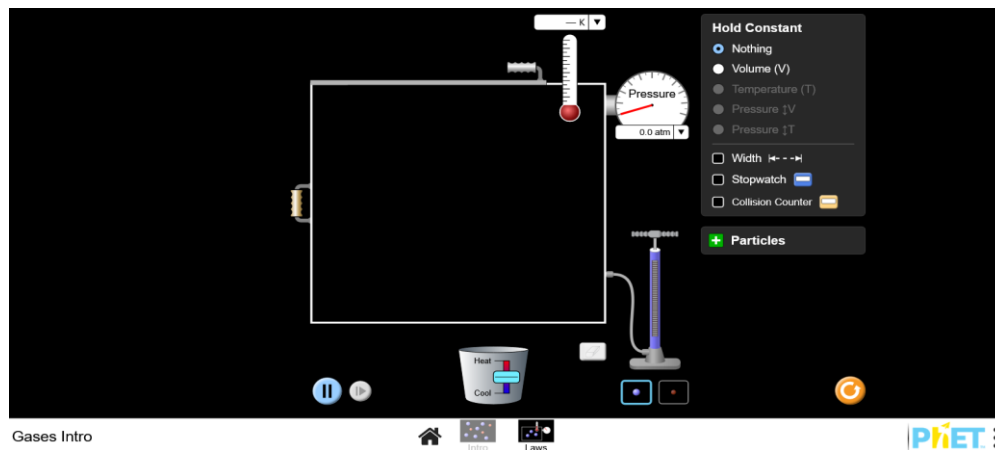 — K
Pressure
0.0 atm
Hold Constant
Nothing
Volume (V)
Temperature (T)
Pressure ↕V
Pressure ↕T
Width
Stopwatch
Collision Counter
Particles
Heat
Cool
Gases Intro
Intro
Laws
PhET